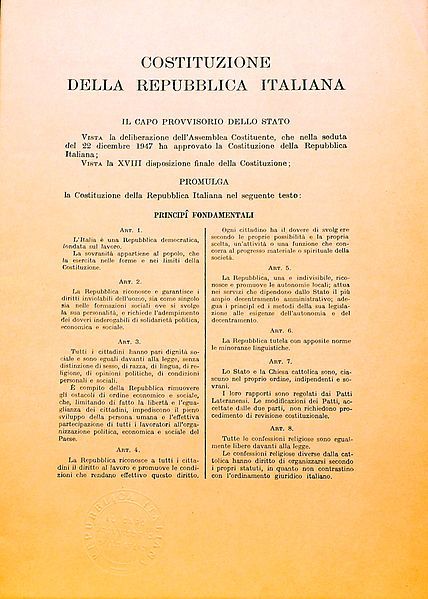 COSTITUZIONE
DELLA REPUBBLICA ITALIANA
IL CAPO PROVVISORIO DELLO STATO
VISTA la deliberazione dell'Assemblea Costituente, che nella seduta
del 22 dicembre 1947 ha approvato la Costituzione della Repubblica
Italiana;
VISTA la XVIII disposizione finale della Costituzione;
PROMULGA
la Costituzione della Repubblica Italiana nel seguente testo:
PRINCIPÎ FONDAMENTALI
ART. 1.
L'Italia è una Repubblica democratica,
fondata sul lavoro.
La sovranità appartiene al popolo, che
la esercita nelle forme e nei limiti della
Costituzione.
ART. 2.
La Repubblica riconosce e garantisce i
diritti inviolabili dell'uomo, sia come singolo
sia nelle formazioni sociali ove si svolge
la sua personalità, e richiede l'adempimento
dei doveri inderogabili di solidarietà politica,
economica e sociale.
ART. 3.
Tutti i cittadini hanno pari dignità so-
ciale e sono eguali davanti alla legge, senza
distinzione di sesso, di razza, di lingua, di re-
ligione, di opinioni politiche, di condizioni
personali e sociali.
È compito della Repubblica rimuovere
gli ostacoli di ordine economico e sociale,
che, limitando di fatto la libertà e l'egua-
glianza dei cittadini, impediscono il pieno
sviluppo della persona umana e l'effettiva
partecipazione di tutti i lavoratori all'or-
ganizzazione politica, economica e sociale del
Paese.
ART. 4.
La Repubblica riconosce a tutti i citta-
dini il diritto al lavoro e promuove le condi-
zioni che rendano effettivo questo diritto.
Ogni cittadino ha il dovere di svolgere
secondo le proprie possibilità e la propria
scelta, un'attività o una funzione che con-
corra al progresso materiale o spirituale della
società.
ART. 5.
La Repubblica, una e indivisibile, rico-
nosce e promuove le autonomie locali; attua
nei servizi che dipendono dallo Stato il più
ampio decentramento amministrativo; ade-
gua i principî ed i metodi della sua legisla-
zione alle esigenze dell'autonomia e del
decentramento.
ART. 6.
La Repubblica tutela con apposite norme
le minoranze linguistiche.
ART. 7.
Lo Stato e la Chiesa cattolica sono, cia-
scuno nel proprio ordine, indipendenti e so-
vrani.
I loro rapporti sono regolati dai Patti
Lateranensi. Le modificazioni dei Patti, ac-
cettate dalle due parti, non richiedono pro-
cedimento di revisione costituzionale.
ART. 8.
Tutte le confessioni religiose sono egual-
mente libere davanti alla legge.
Le confessioni religiose diverse dalla cat-
tolica hanno diritto di organizzarsi secondo
i propri statuti, in quanto non contrastino
con l'ordinamento giuridico italiano.